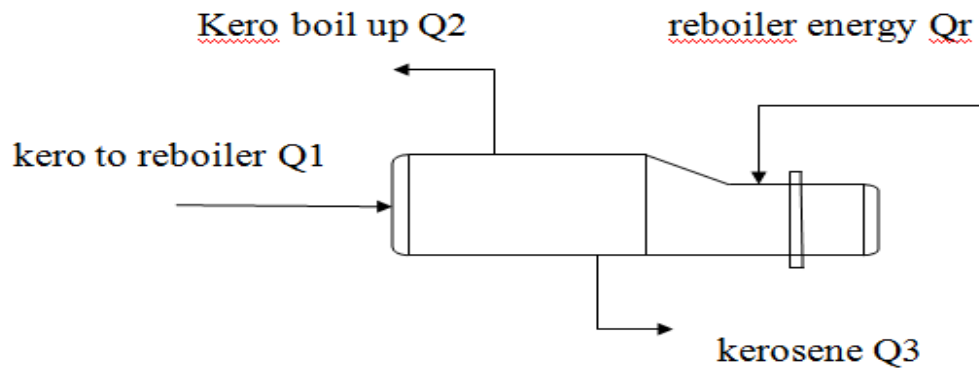 Kero boil up Q2
reboiler energy Qr
kero to reboiler Q1
kerosene Q3